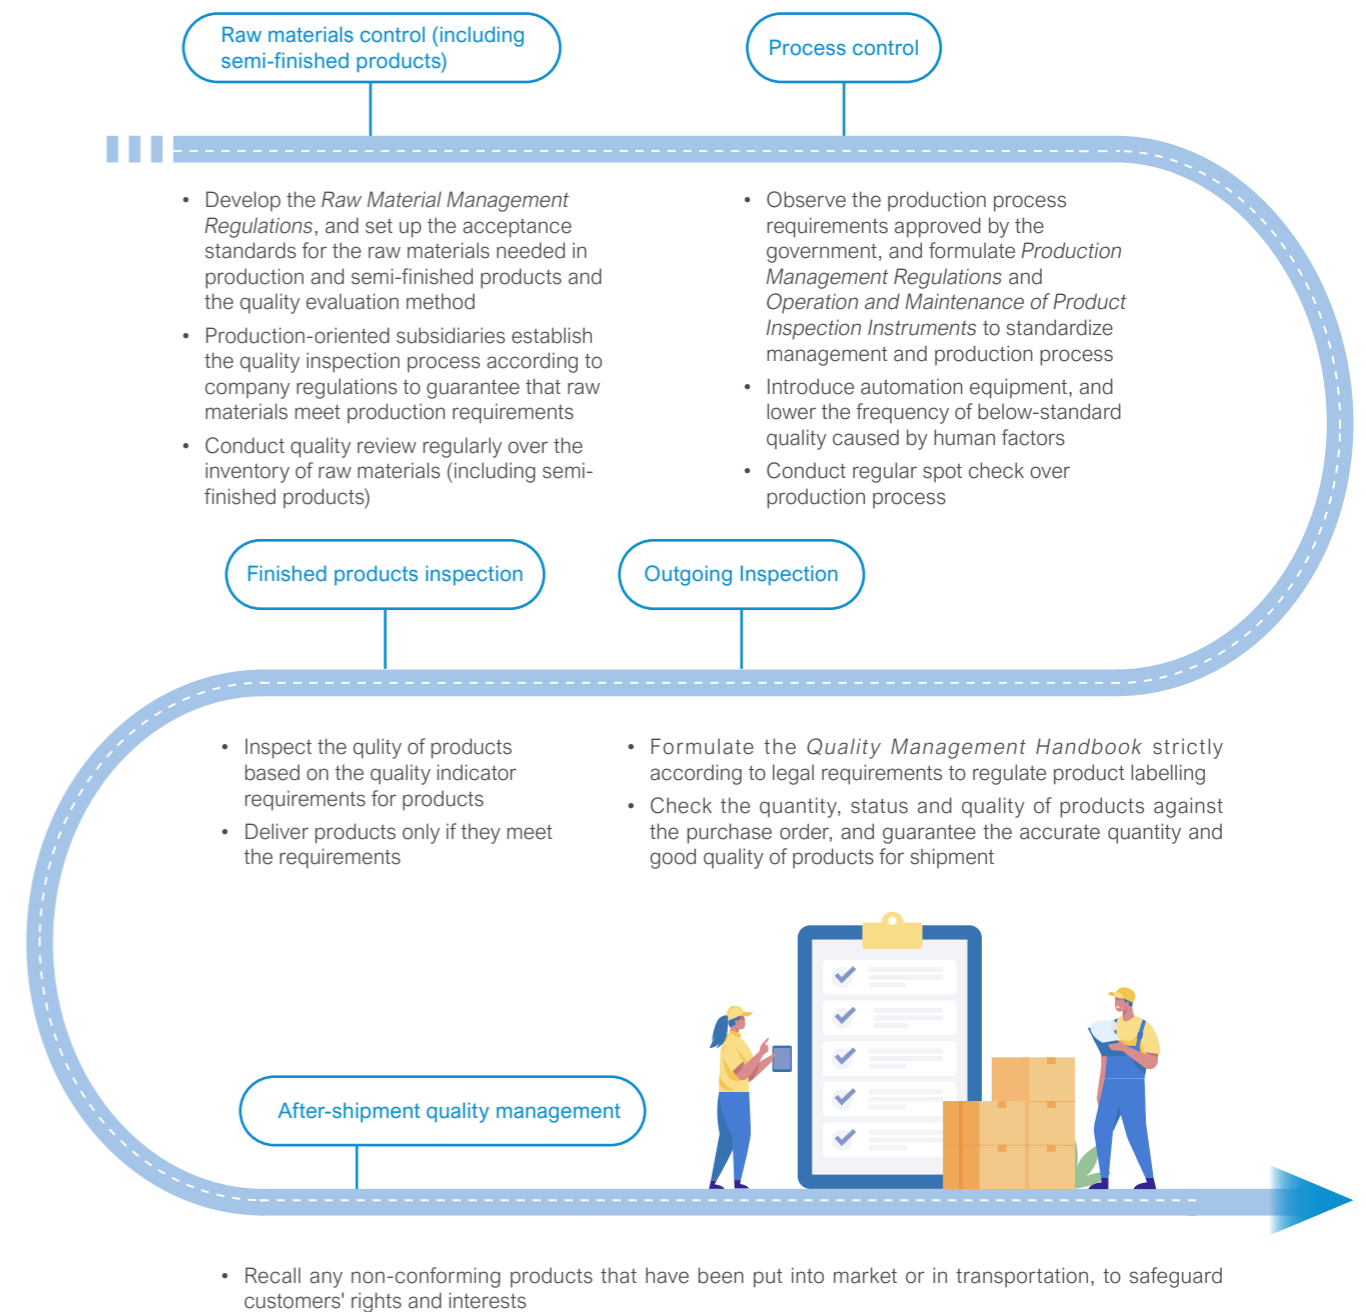 Raw materials control (including
semi-finished products)
Process control
• Develop the Raw Material Management
Regulations, and set up the acceptance
standards for the raw materials needed in
production and semi-finished products and
the quality evaluation method
• Production-oriented subsidiaries establish
the quality inspection process according to
company regulations to guarantee that raw
materials meet production requirements
• Conduct quality review regularly over the
inventory of raw materials (including semi-
finished products)
• Observe the production process
requirements approved by the
government, and formulate Production
Management Regulations and
Operation and Maintenance of Product
Inspection Instruments to standardize
management and production process
• Introduce automation equipment, and
lower the frequency of below-standard
quality caused by human factors
• Conduct regular spot check over
production process
Finished products inspection
Outgoing Inspection
• Inspect the qulity of products
based on the quality indicator
requirements for products
• Deliver products only if they meet
the requirements
• Formulate the Quality Management Handbook strictly
according to legal requirements to regulate product labelling
• Check the quantity, status and quality of products against
the purchase order, and guarantee the accurate quantity and
good quality of products for shipment
After-shipment quality management
• Recall any non-conforming products that have been put into market or in transportation, to safeguard
customers' rights and interests